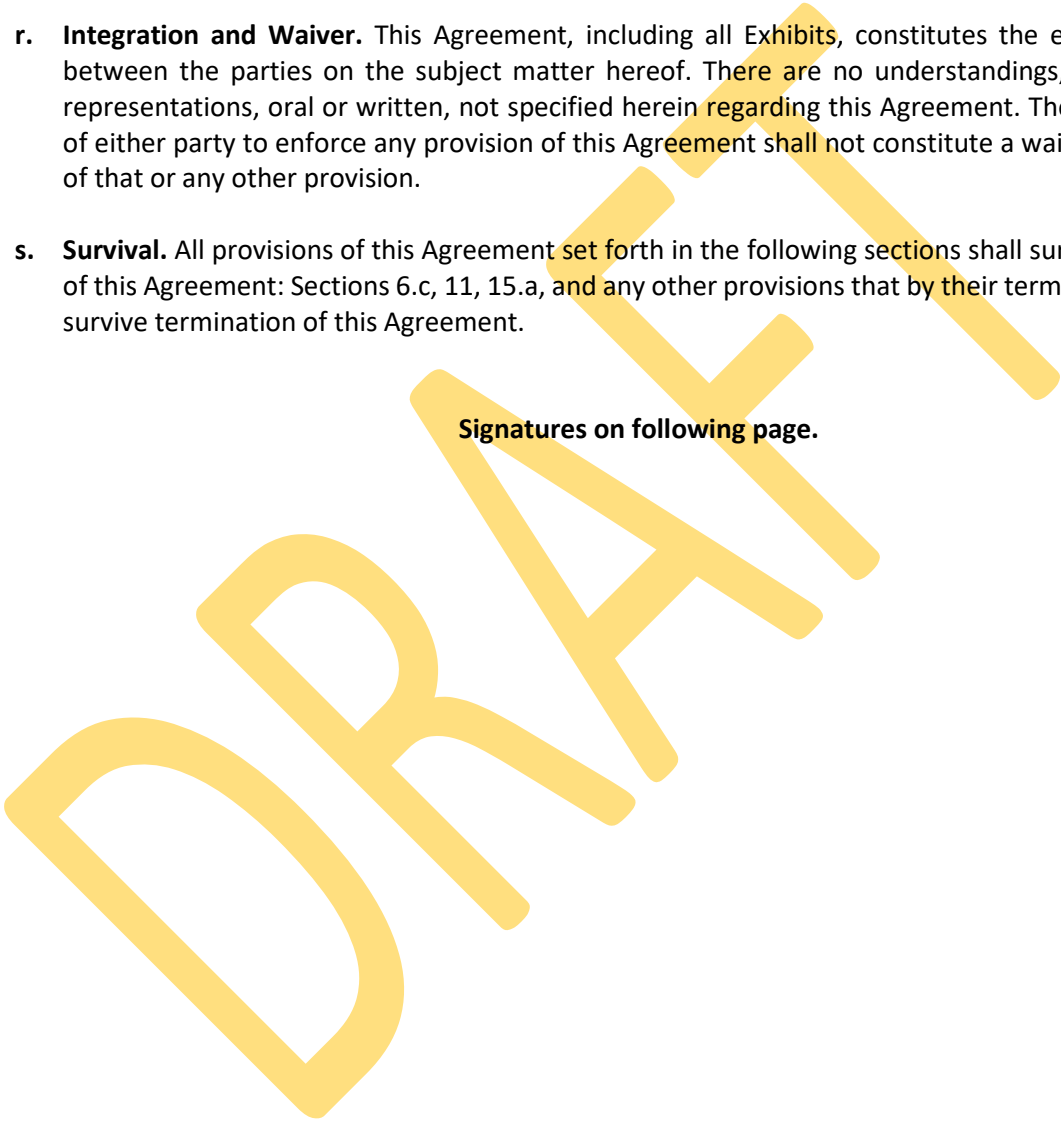 r. Integration and Waiver. This Agreement, including all Exhibits, constitutes the
between the parties on the subject matter hereof. There are no understandings,
representations, oral or written, not specified herein regarding this Agreement.
of either party to enforce any provision of this Agreement shall not constitute a
of that or any other provision.
s. Survival. All provisions of this Agreement set forth in the following sections shall
of this Agreement: Sections 6.c, 11, 15.a, and any other provisions that by their
survive termination of this Agreement.
Signatures on following page.
DRAFT